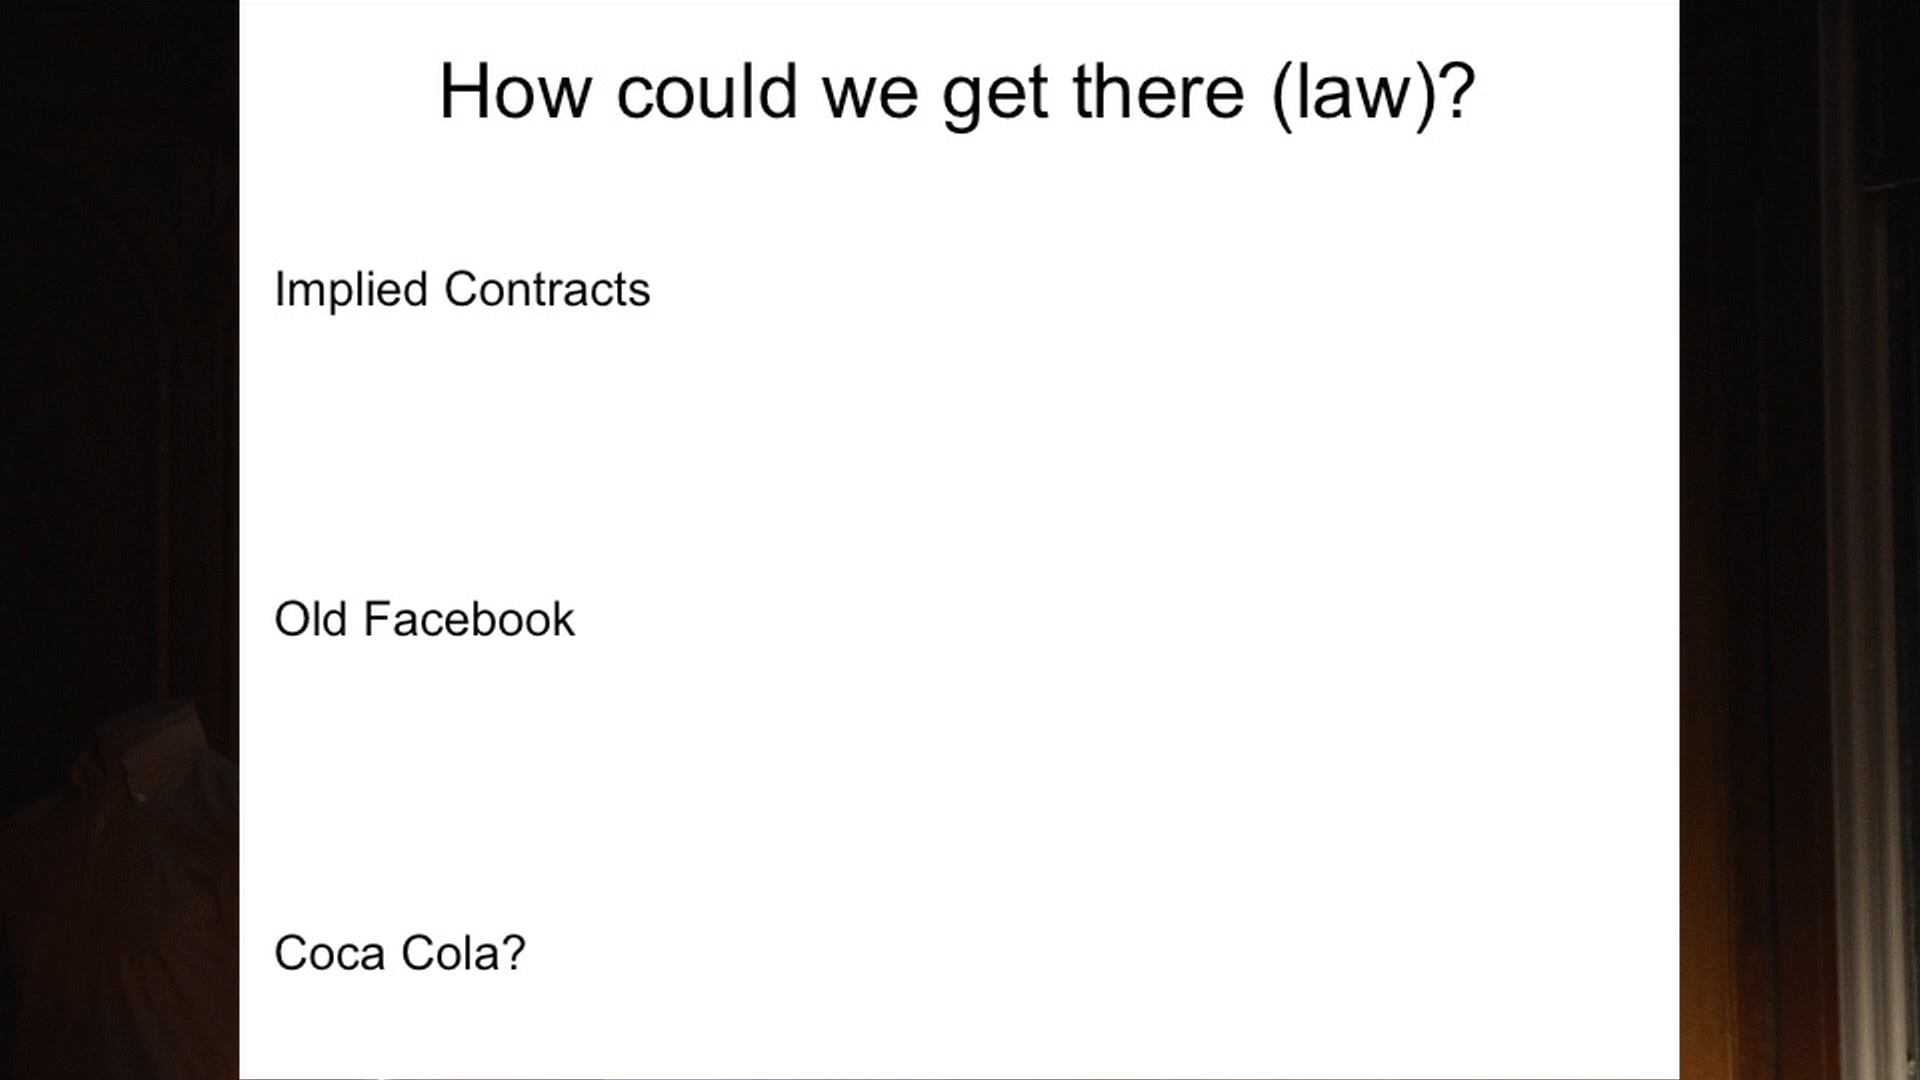 How could we get there (law)?
Implied Contracts
Old Facebook
Coca Cola?